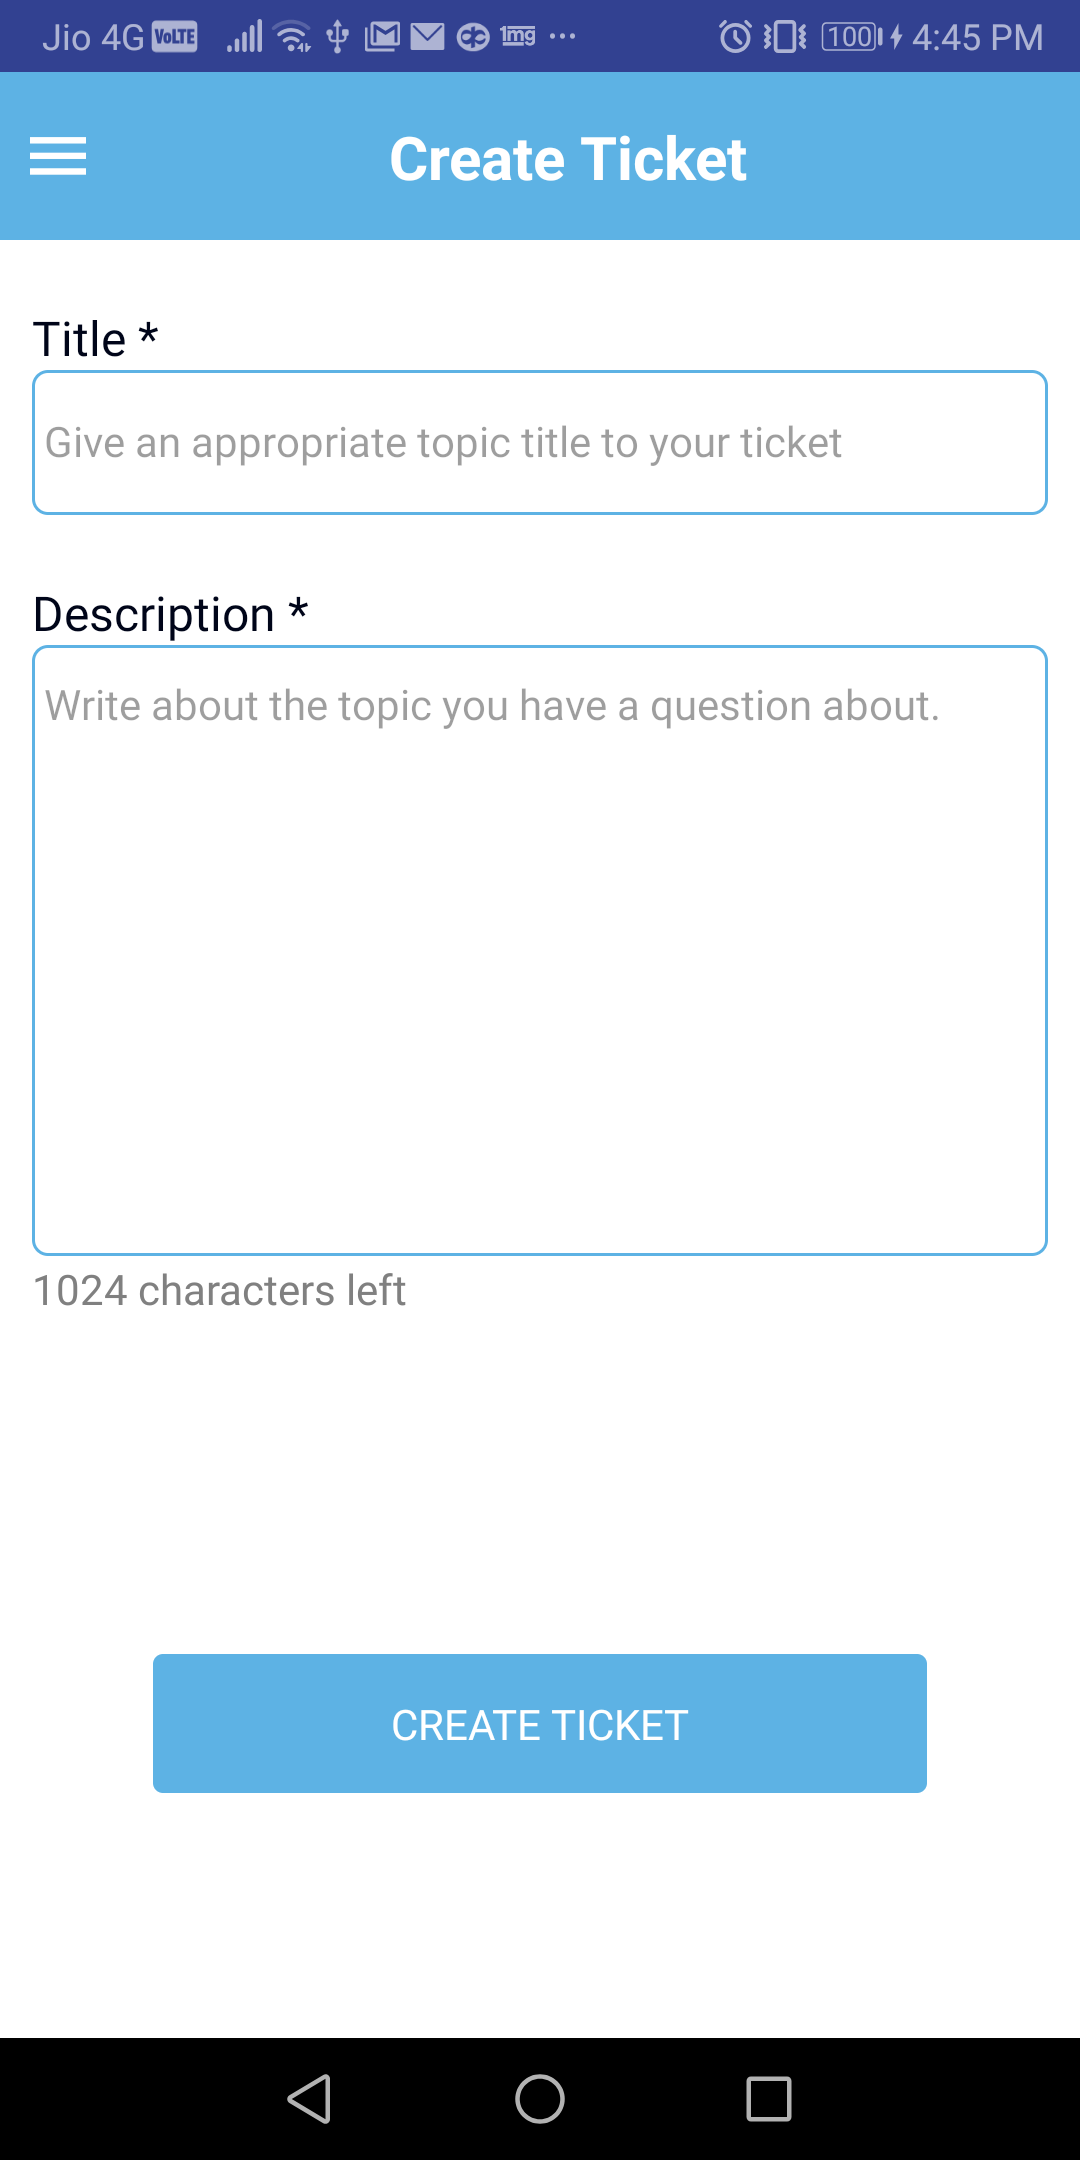 Jio 4G VoLTE 1mg ... 100 4:45 PM
Create Ticket
Title *
Give an appropriate topic title to your ticket
Description *
Write about the topic you have a question about.
1024 characters left
CREATE TICKET